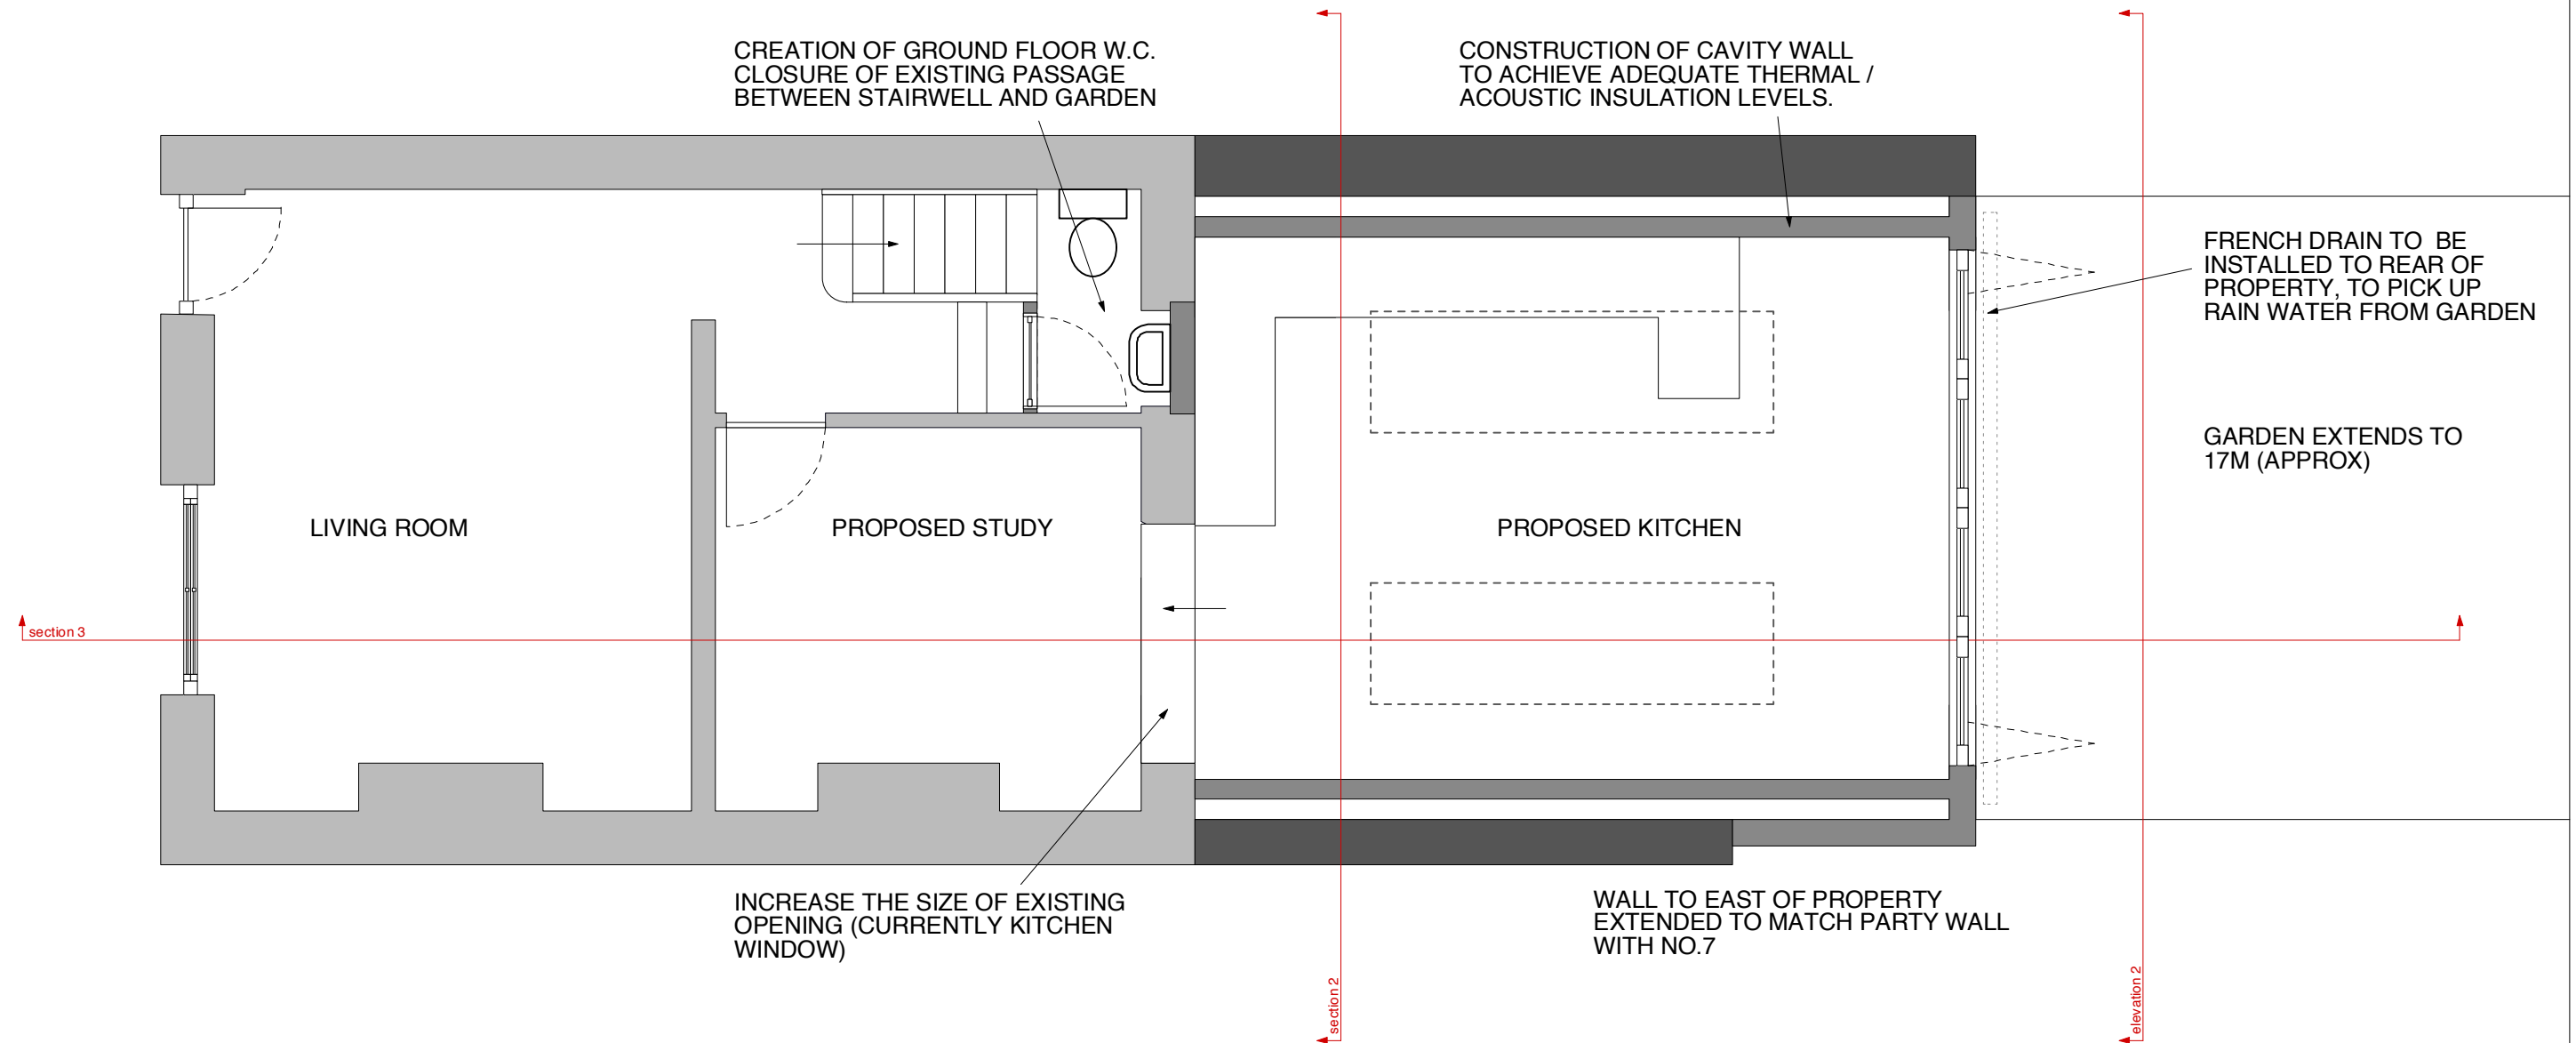 CREATION OF GROUND FLOOR W.C.
CLOSURE OF EXISTING PASSAGE
BETWEEN STAIRWELL AND GARDEN
CONSTRUCTION OF CAVITY WALL
TO ACHIEVE ADEQUATE THERMAL /
ACOUSTIC INSULATION LEVELS.
FRENCH DRAIN TO BE
INSTALLED TO REAR OF
PROPERTY, TO PICK UP
RAIN WATER FROM GARDEN
GARDEN EXTENDS TO
17M (APPROX)
LIVING ROOM
PROPOSED STUDY
PROPOSED KITCHEN
section 3
INCREASE THE SIZE OF EXISTING
OPENING (CURRENTLY KITCHEN
WINDOW)
WALL TO EAST OF PROPERTY
EXTENDED TO MATCH PARTY WALL
WITH NO.7
section 2
elevation 2